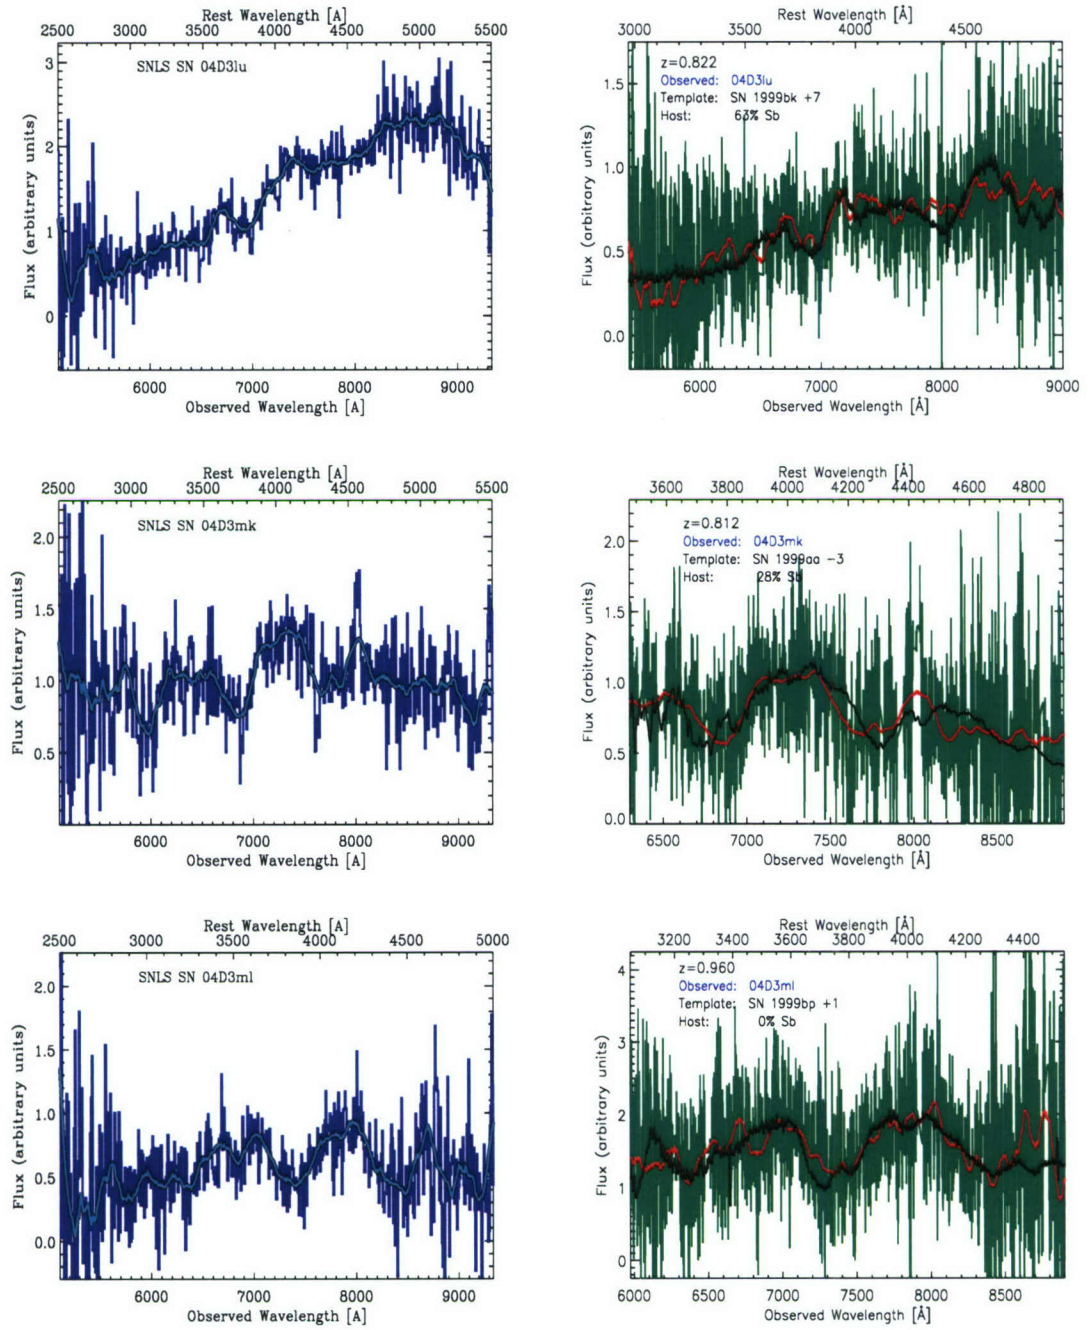 Rest Wavelength [A]
2500 3000 3500 4000 4500 5000 5500
SNLS SN 04D3lu
3
2
1
0
Flux (arbitrary units)
6000 7000 8000 9000
Observed Wavelength [A]
Rest Wavelength [Å]
3000 3500 4000 4500
z=0.822
Observed: 04D3lu
Template: SN 1999bk +7
Host: 63% Sb
1.5
1.0
0.5
0.0
Flux (arbitrary units)
6000 7000 8000 9000
Observed Wavelength [Å]
Rest Wavelength [A]
2500 3000 3500 4000 4500 5000 5500
SNLS SN 04D3mk
2.0
1.5
1.0
0.5
Flux (arbitrary units)
6000 7000 8000 9000
Observed Wavelength [A]
Rest Wavelength [Å]
3600 3800 4000 4200 4400 4600 4800
z=0.812
Observed: 04D3mk
Template: SN 1999aa -3
Host: 28% Sb
2.0
1.5
1.0
0.5
0.0
Flux (arbitrary units)
6500 7000 7500 8000 8500
Observed Wavelength [Å]
Rest Wavelength [A]
2500 3000 3500 4000 4500 5000
SNLS SN 04D3ml
2.0
1.5
1.0
0.5
0.0
Flux (arbitrary units)
6000 7000 8000 9000
Observed Wavelength [A]
Rest Wavelength [Å]
3200 3400 3600 3800 4000 4200 4400
z=0.960
Observed: 04D3ml
Template: SN 1999bp +1
Host: 0% Sb
4
3
2
1
0
Flux (arbitrary units)
6000 6500 7000 7500 8000 8500
Observed Wavelength [Å]